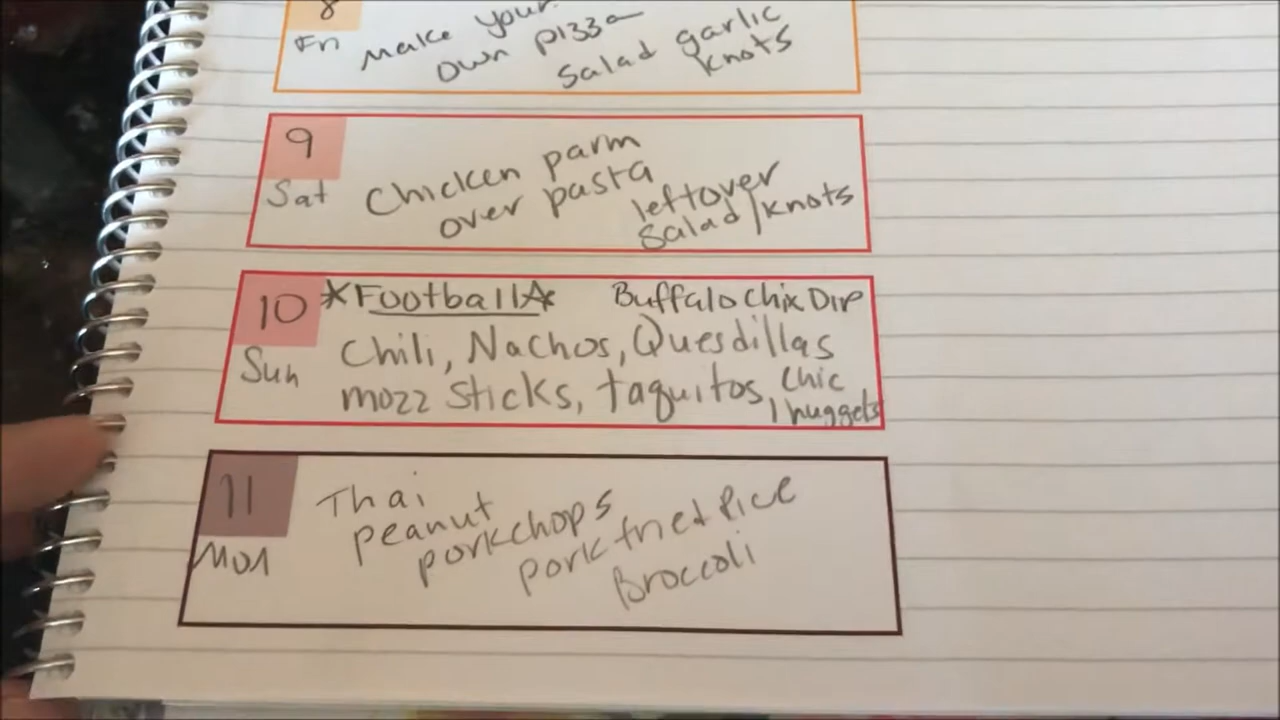 8
Fri
Make your
own pizza
Salad garlic
knots
9
Sat
Chicken parm
over pasta
leftover
salad/knots
10
Sun
*Football* Buffalo Chix Dip
Chili, Nachos, Quesdillas
mozz sticks, taquitos, chic
nuggets
11
Mon
Thai
peanut
porkchops
pork fried Rice
Broccoli